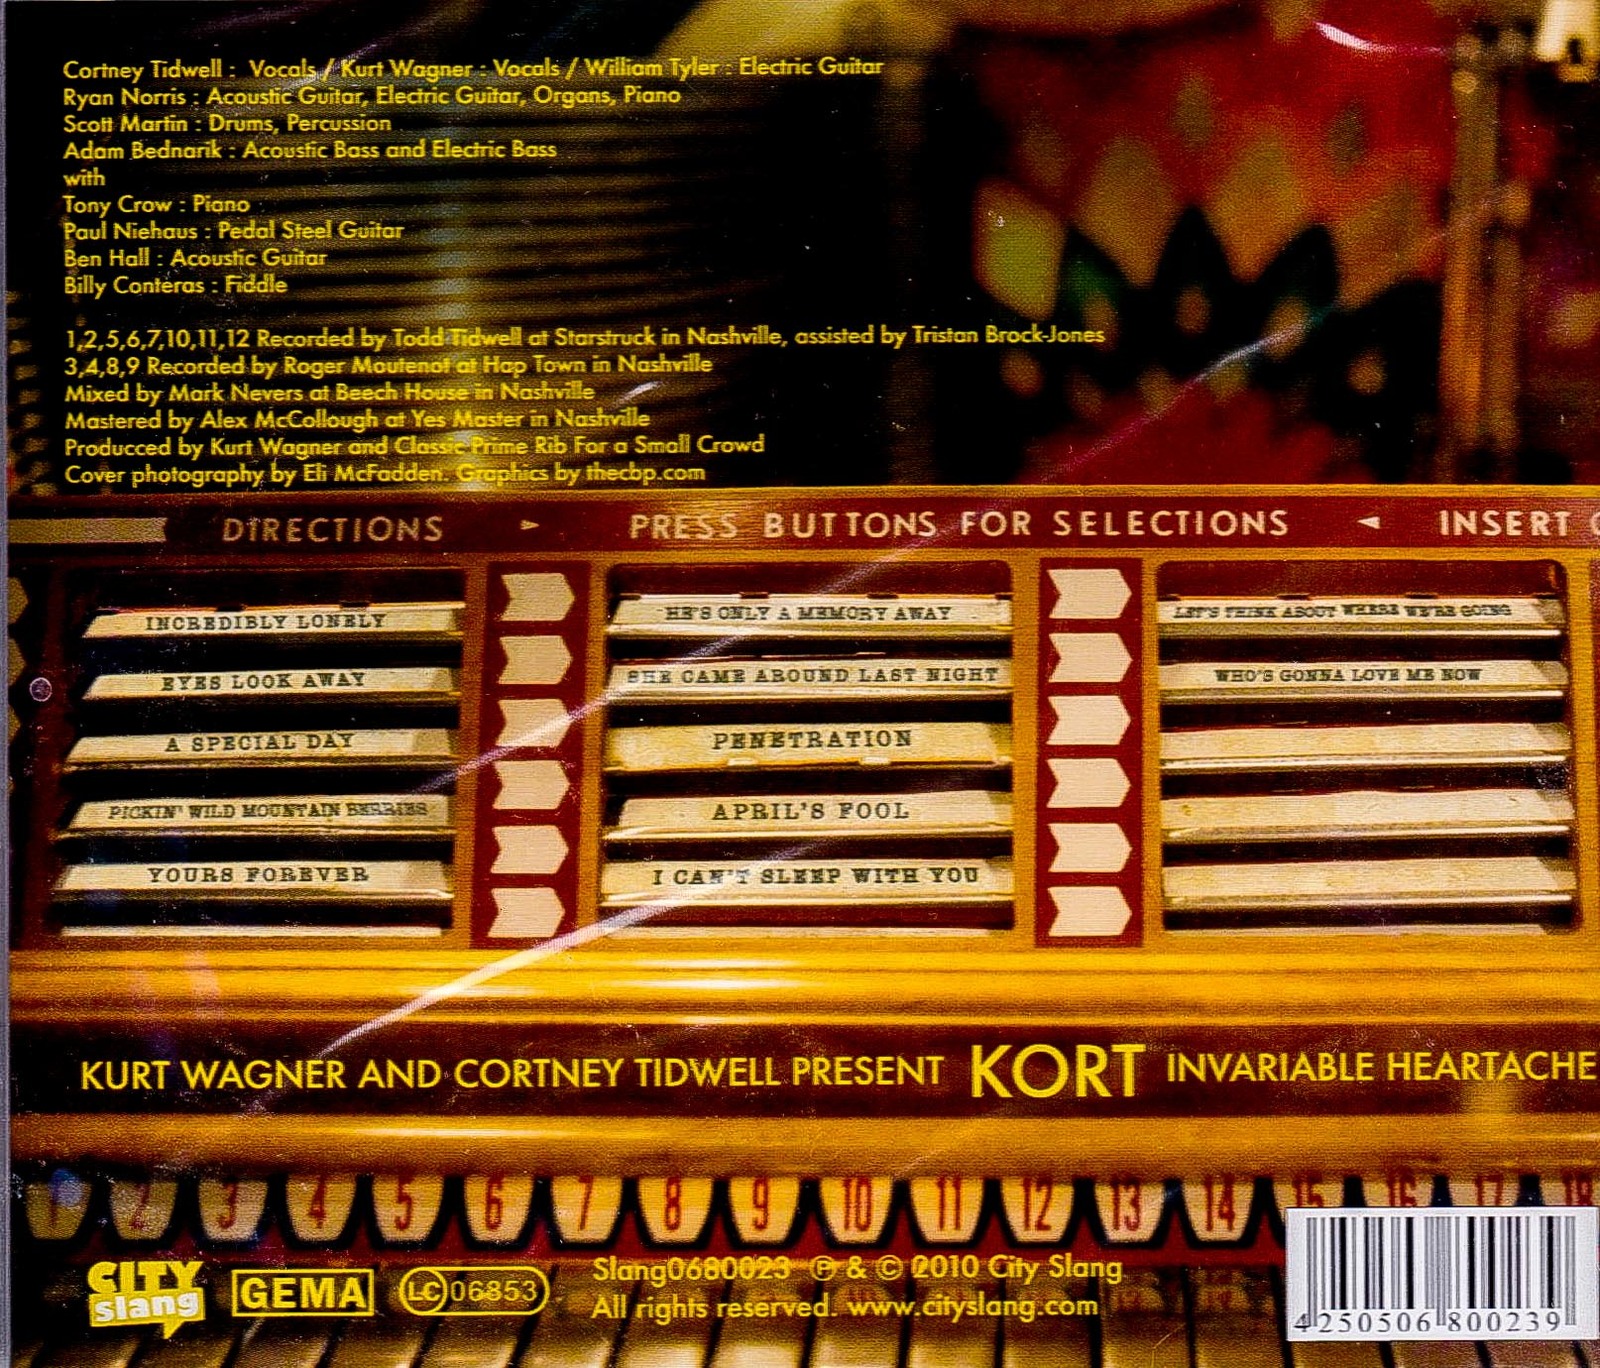 Cortney Tidwell : Vocals / Kurt Wagner : Vocals / William Tyler : Electric Guitar
Ryan Norris : Acoustic Guitar, Electric Guitar, Organs, Piano
Scott Martin : Drums, Percussion
Adam Bednarik : Acoustic Bass and Electric Bass
with
Tony Crow : Piano
Paul Niehaus : Pedal Steel Guitar
Ben Hall : Acoustic Guitar
Billy Conteras : Fiddle
1,2,5,6,7,10,11,12 Recorded by Todd Tidwell at Starstruck in Nashville, assisted by Tristan Brock-Jones
3,4,8,9 Recorded by Roger Moutenot at Hap Town in Nashville
Mixed by Mark Nevers at Beech House in Nashville
Mastered by Alex McCollough at Yes Master in Nashville
Producced by Kurt Wagner and Classic Prime Rib For a Small Crowd
Cover photography by Eli McFadden. Graphics by thecbp.com
DIRECTIONS ► PRESS BUTTONS FOR SELECTIONS ◄ INSERT
INCREDIBLY LONELY
EYES LOOK AWAY
A SPECIAL DAY
PICKIN' WILD MOUNTAIN BERRIES
YOURS FOREVER
HE'S ONLY A MEMORY AWAY
SHE CAME AROUND LAST NIGHT
PENETRATION
APRIL'S FOOL
I CAN'T SLEEP WITH YOU
LET'S THINK ABOUT WHERE WE'RE GOING
WHO'S GONNA LOVE ME NOW
KURT WAGNER AND CORTNEY TIDWELL PRESENT KORT INVARIABLE HEARTACHE
1 2 3 4 5 6 7 8 9 10 11 12 13 14 15 16 17 18
CITY slang
GEMA
LC 06853
Slang0680023 ℗ & © 2010 City Slang
All rights reserved. www.cityslang.com
4 250506 800239